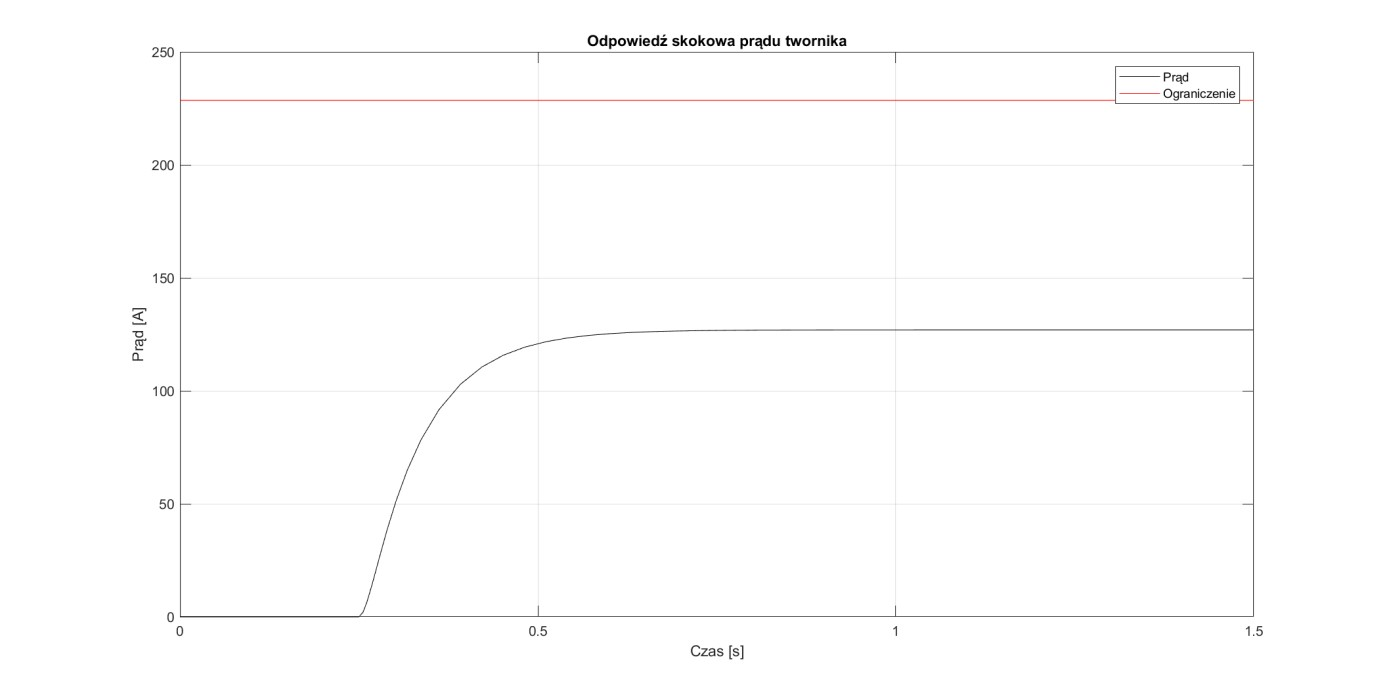 Odpowiedź skokowa prądu twornika
250
200
150
100
50
0
Prąd [A]
Prąd
Ograniczenie
0
0.5
1
1.5
Czas [s]